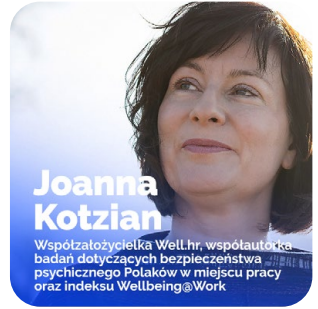 Joanna
Kotzian
Współzałożycielka Well.hr, współautorka
badań dotyczących bezpieczeństwa
psychicznego Polaków w miejscu pracy
oraz indeksu Wellbeing@Work